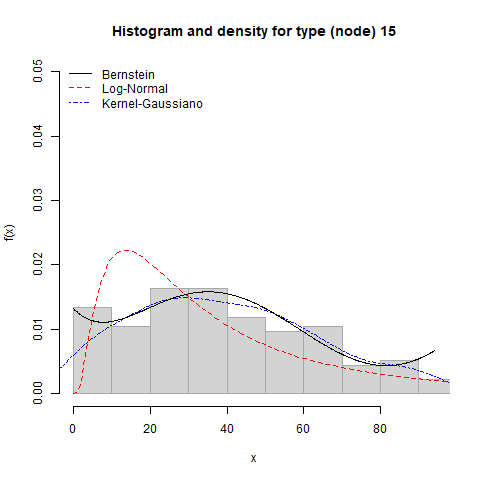 Histogram and density for type (node) 15
Bernstein
Log-Normal
Kernel-Gaussiano
f(x)
0.05
0.04
0.03
0.02
0.01
0.00
0 20 40 60 80
x